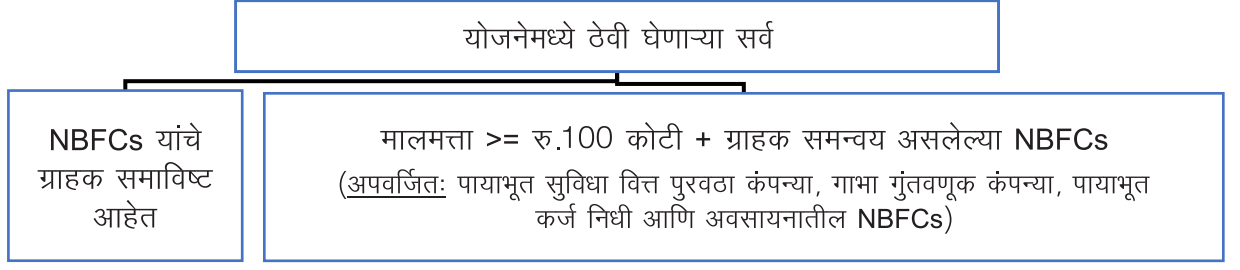 योजनेमध्ये ठेवी घेणाऱ्या सर्व
NBFCs यांचे
ग्राहक समाविष्ट
आहेत
मालमत्ता >= रु.100 कोटी + ग्राहक समन्वय असलेल्या NBFCs
(अपवर्जितः पायाभूत सुविधा वित्त पुरवठा कंपन्या, गाभा गुंतवणूक कंपन्या, पायाभूत
कर्ज निधी आणि अवसायनातील NBFCs)